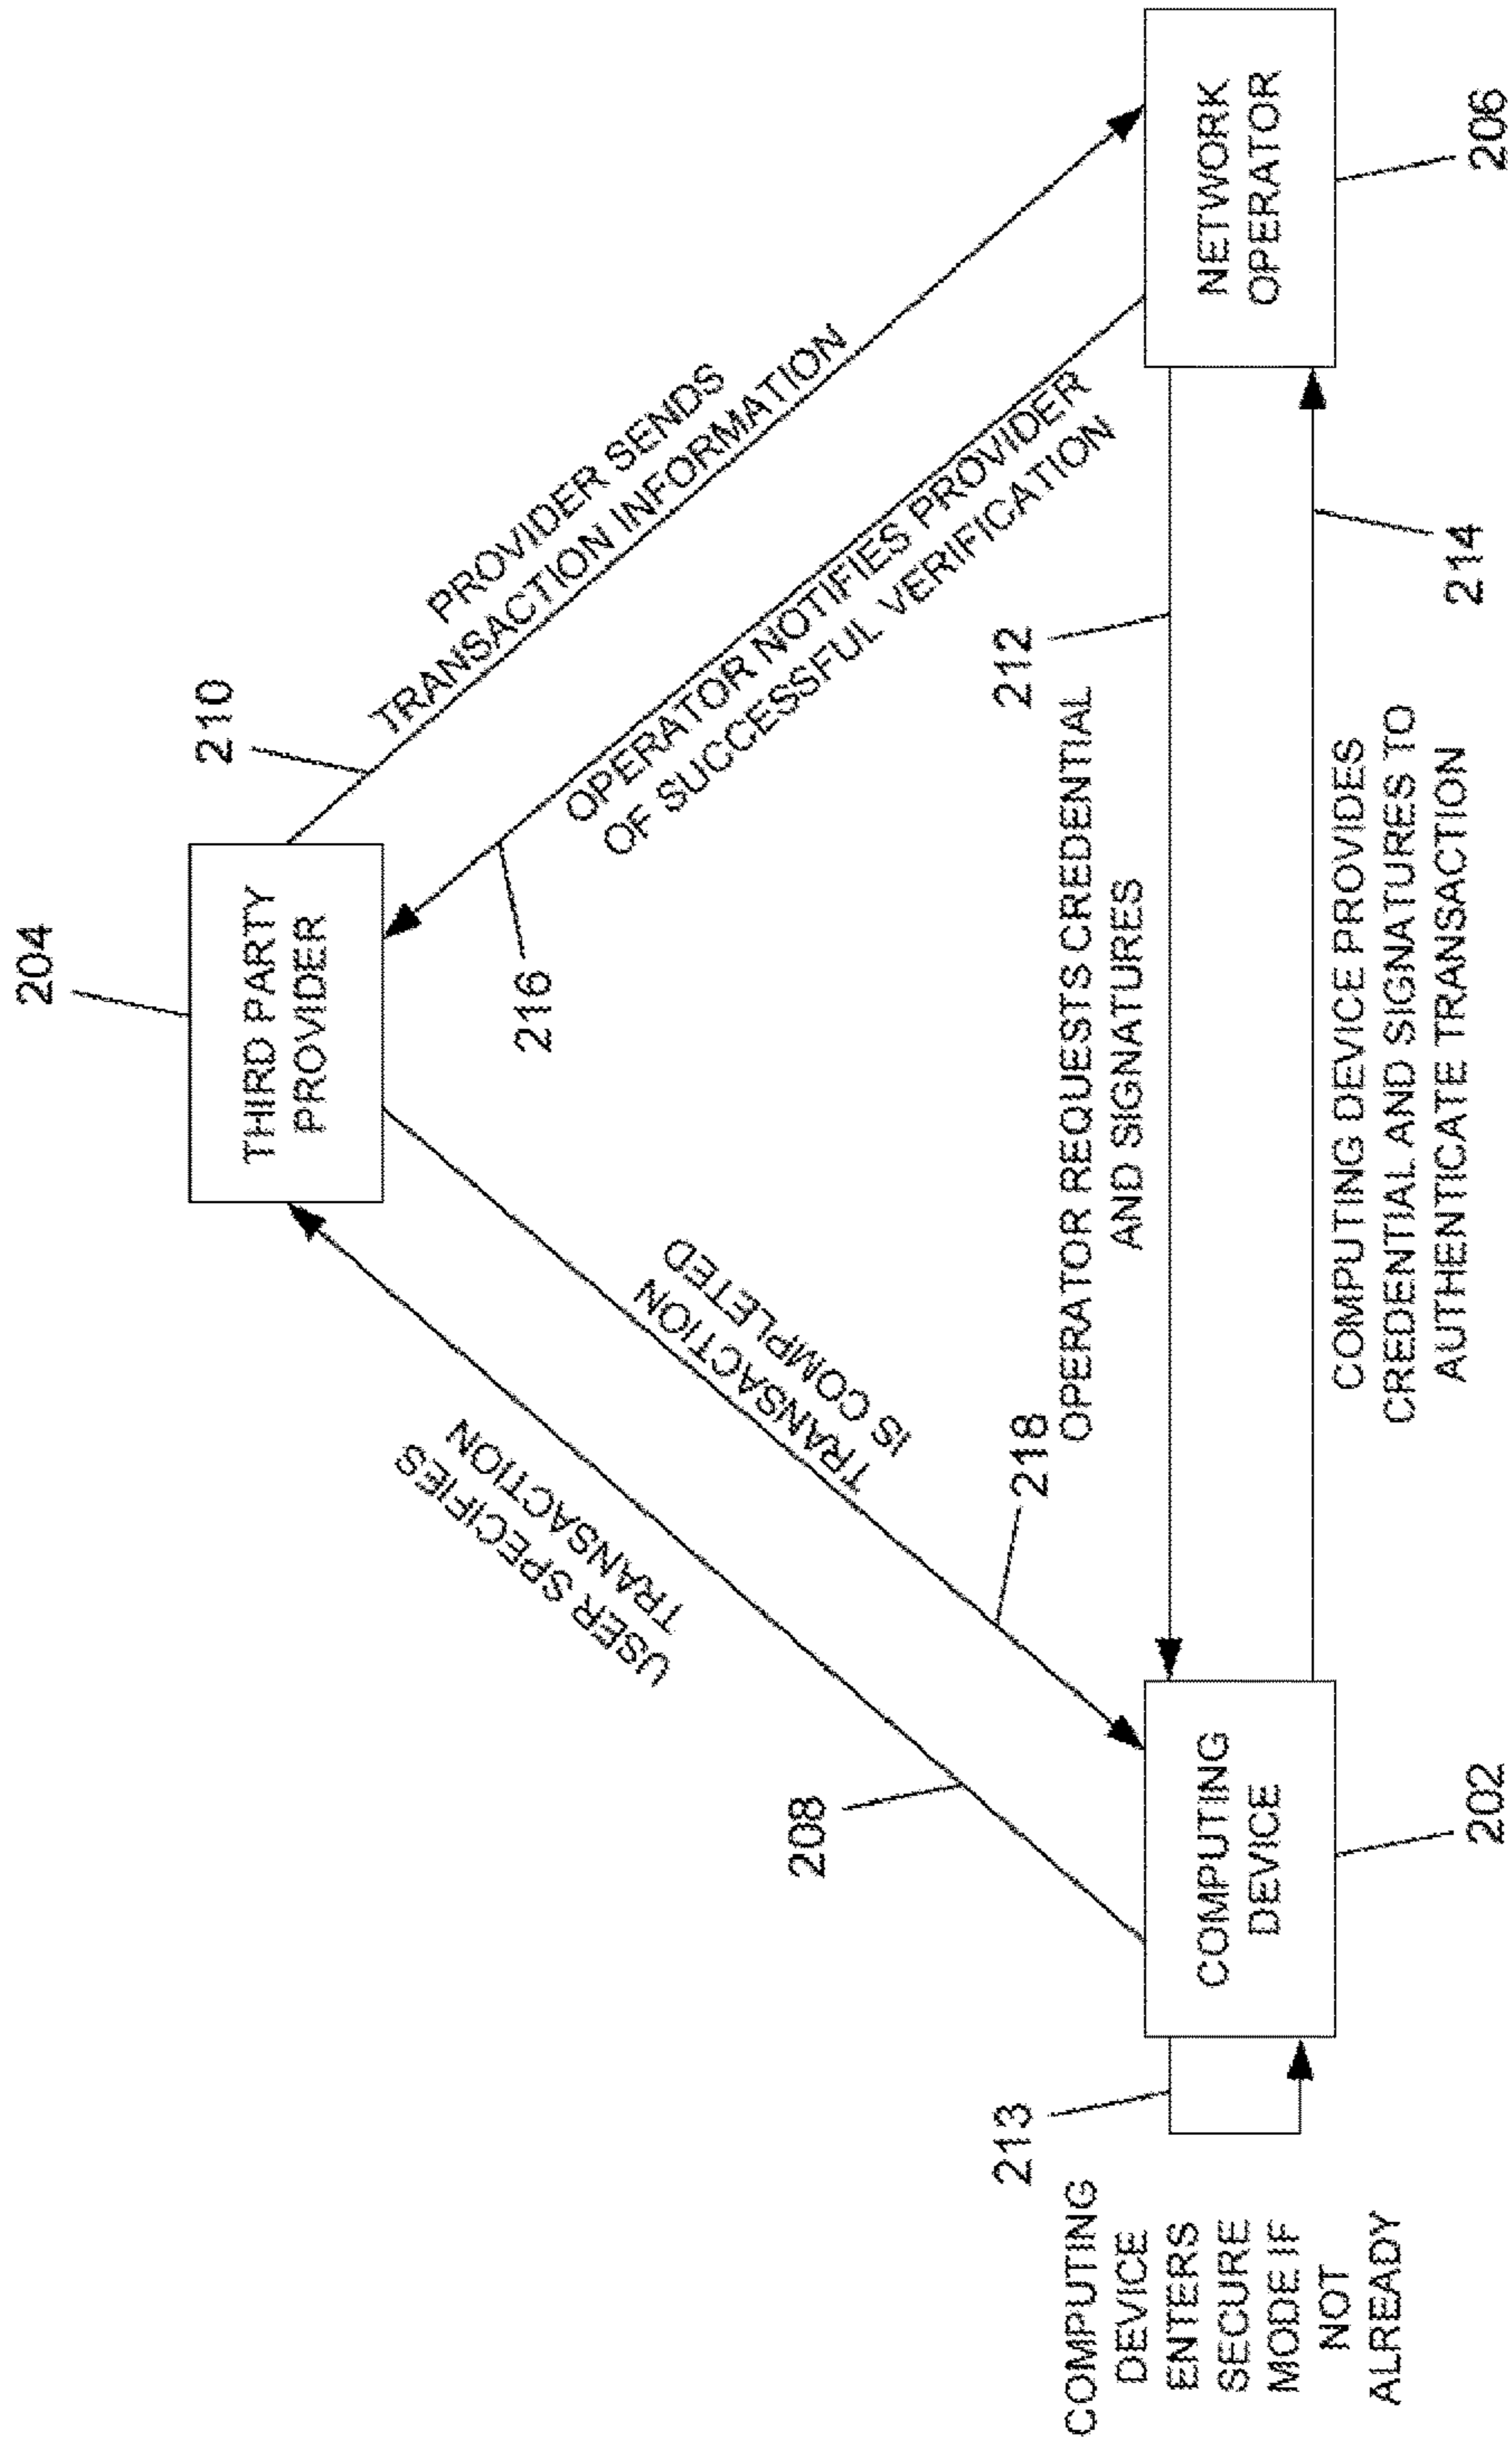 204
THIRD PARTY
PROVIDER
210
PROVIDER SENDS
TRANSACTION INFORMATION
216
OPERATOR NOTIFIES PROVIDER
OF SUCCESSFUL VERIFICATION
USER SPECIFIES
TRANSACTION
208
TRANSACTION
IS COMPLETED
218
212
OPERATOR REQUESTS CREDENTIAL
AND SIGNATURES
213
COMPUTING
DEVICE
ENTERS
SECURE
MODE IF
NOT
ALREADY
COMPUTING
DEVICE
202
NETWORK
OPERATOR
206
214
COMPUTING DEVICE PROVIDES
CREDENTIAL AND SIGNATURES TO
AUTHENTICATE TRANSACTION